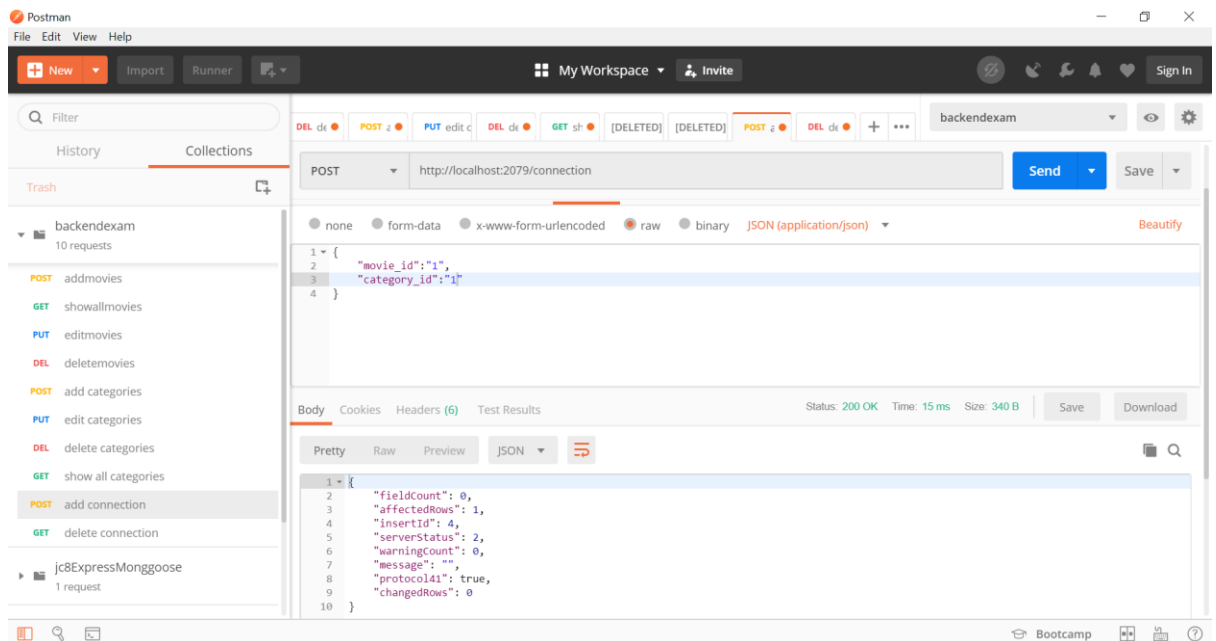 Postman
File Edit View Help
New Import Runner My Workspace Invite Sign In
Filter
History Collections
Trash
backendexam
10 requests
POST addmovies
GET showallmovies
PUT editmovies
DEL deletemovies
POST add categories
PUT edit categories
DEL delete categories
GET show all categories
POST add connection
GET delete connection
jc8ExpressMonggoose
1 request
DEL de POST a PUT edit c DEL de GET sh [DELETED] [DELETED] POST a DEL de + ••• backendexam
POST http://localhost:2079/connection Send Save
none form-data x-www-form-urlencoded raw binary JSON (application/json) Beautify
1 {
2 "movie_id":"1",
3 "category_id":"1"
4 }
Body Cookies Headers (6) Test Results Status: 200 OK Time: 15 ms Size: 340 B Save Download
Pretty Raw Preview JSON
1 {
2 "fieldCount": 0,
3 "affectedRows": 1,
4 "insertId": 4,
5 "serverStatus": 2,
6 "warningCount": 0,
7 "message": "",
8 "protocol41": true,
9 "changedRows": 0
10 }
Bootcamp